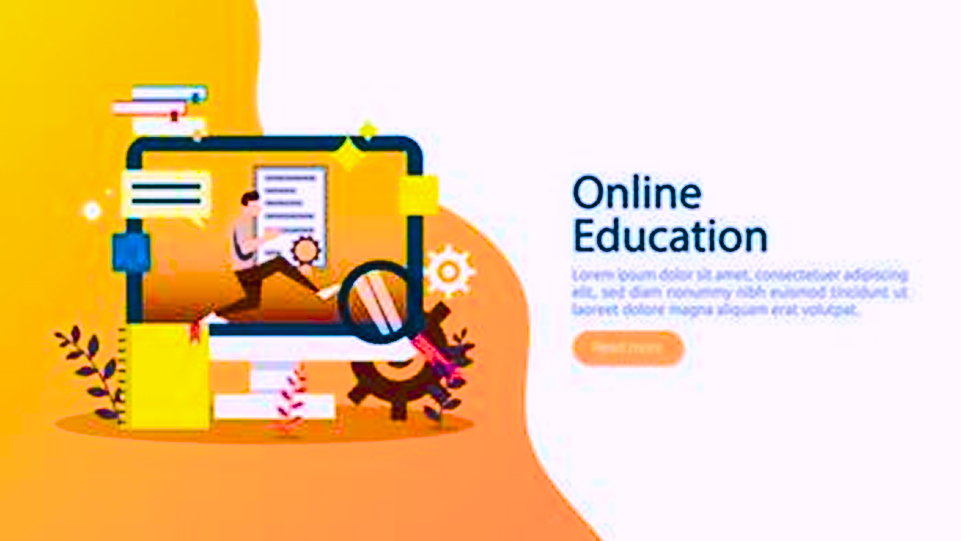 Online
Education
Lorem ipsum dolor sit amet, consectetuer adipiscing
elit, sed diam nonummy nibh euismod tincidunt ut
laoreet dolore magna aliquam erat volutpat.
Read more